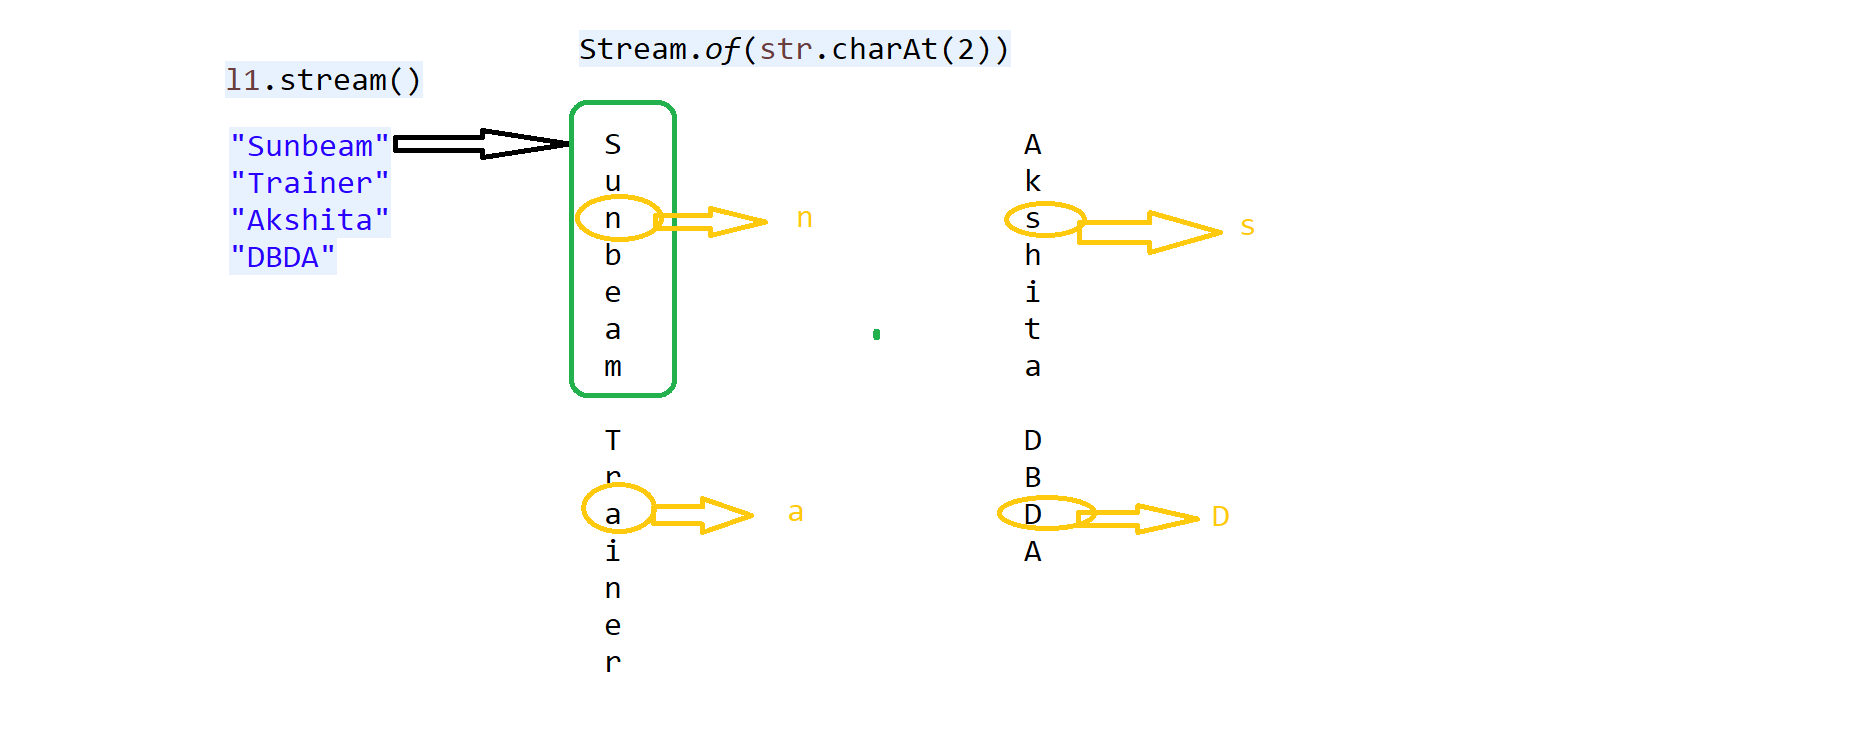 Stream.of(str.charAt(2))
l1.stream()
"Sunbeam"
"Trainer"
"Akshita"
"DBDA"
S
u
n
n
b
e
a
m
T
r
a
a
i
n
e
r
A
k
s
s
h
i
t
a
D
B
D
D
A